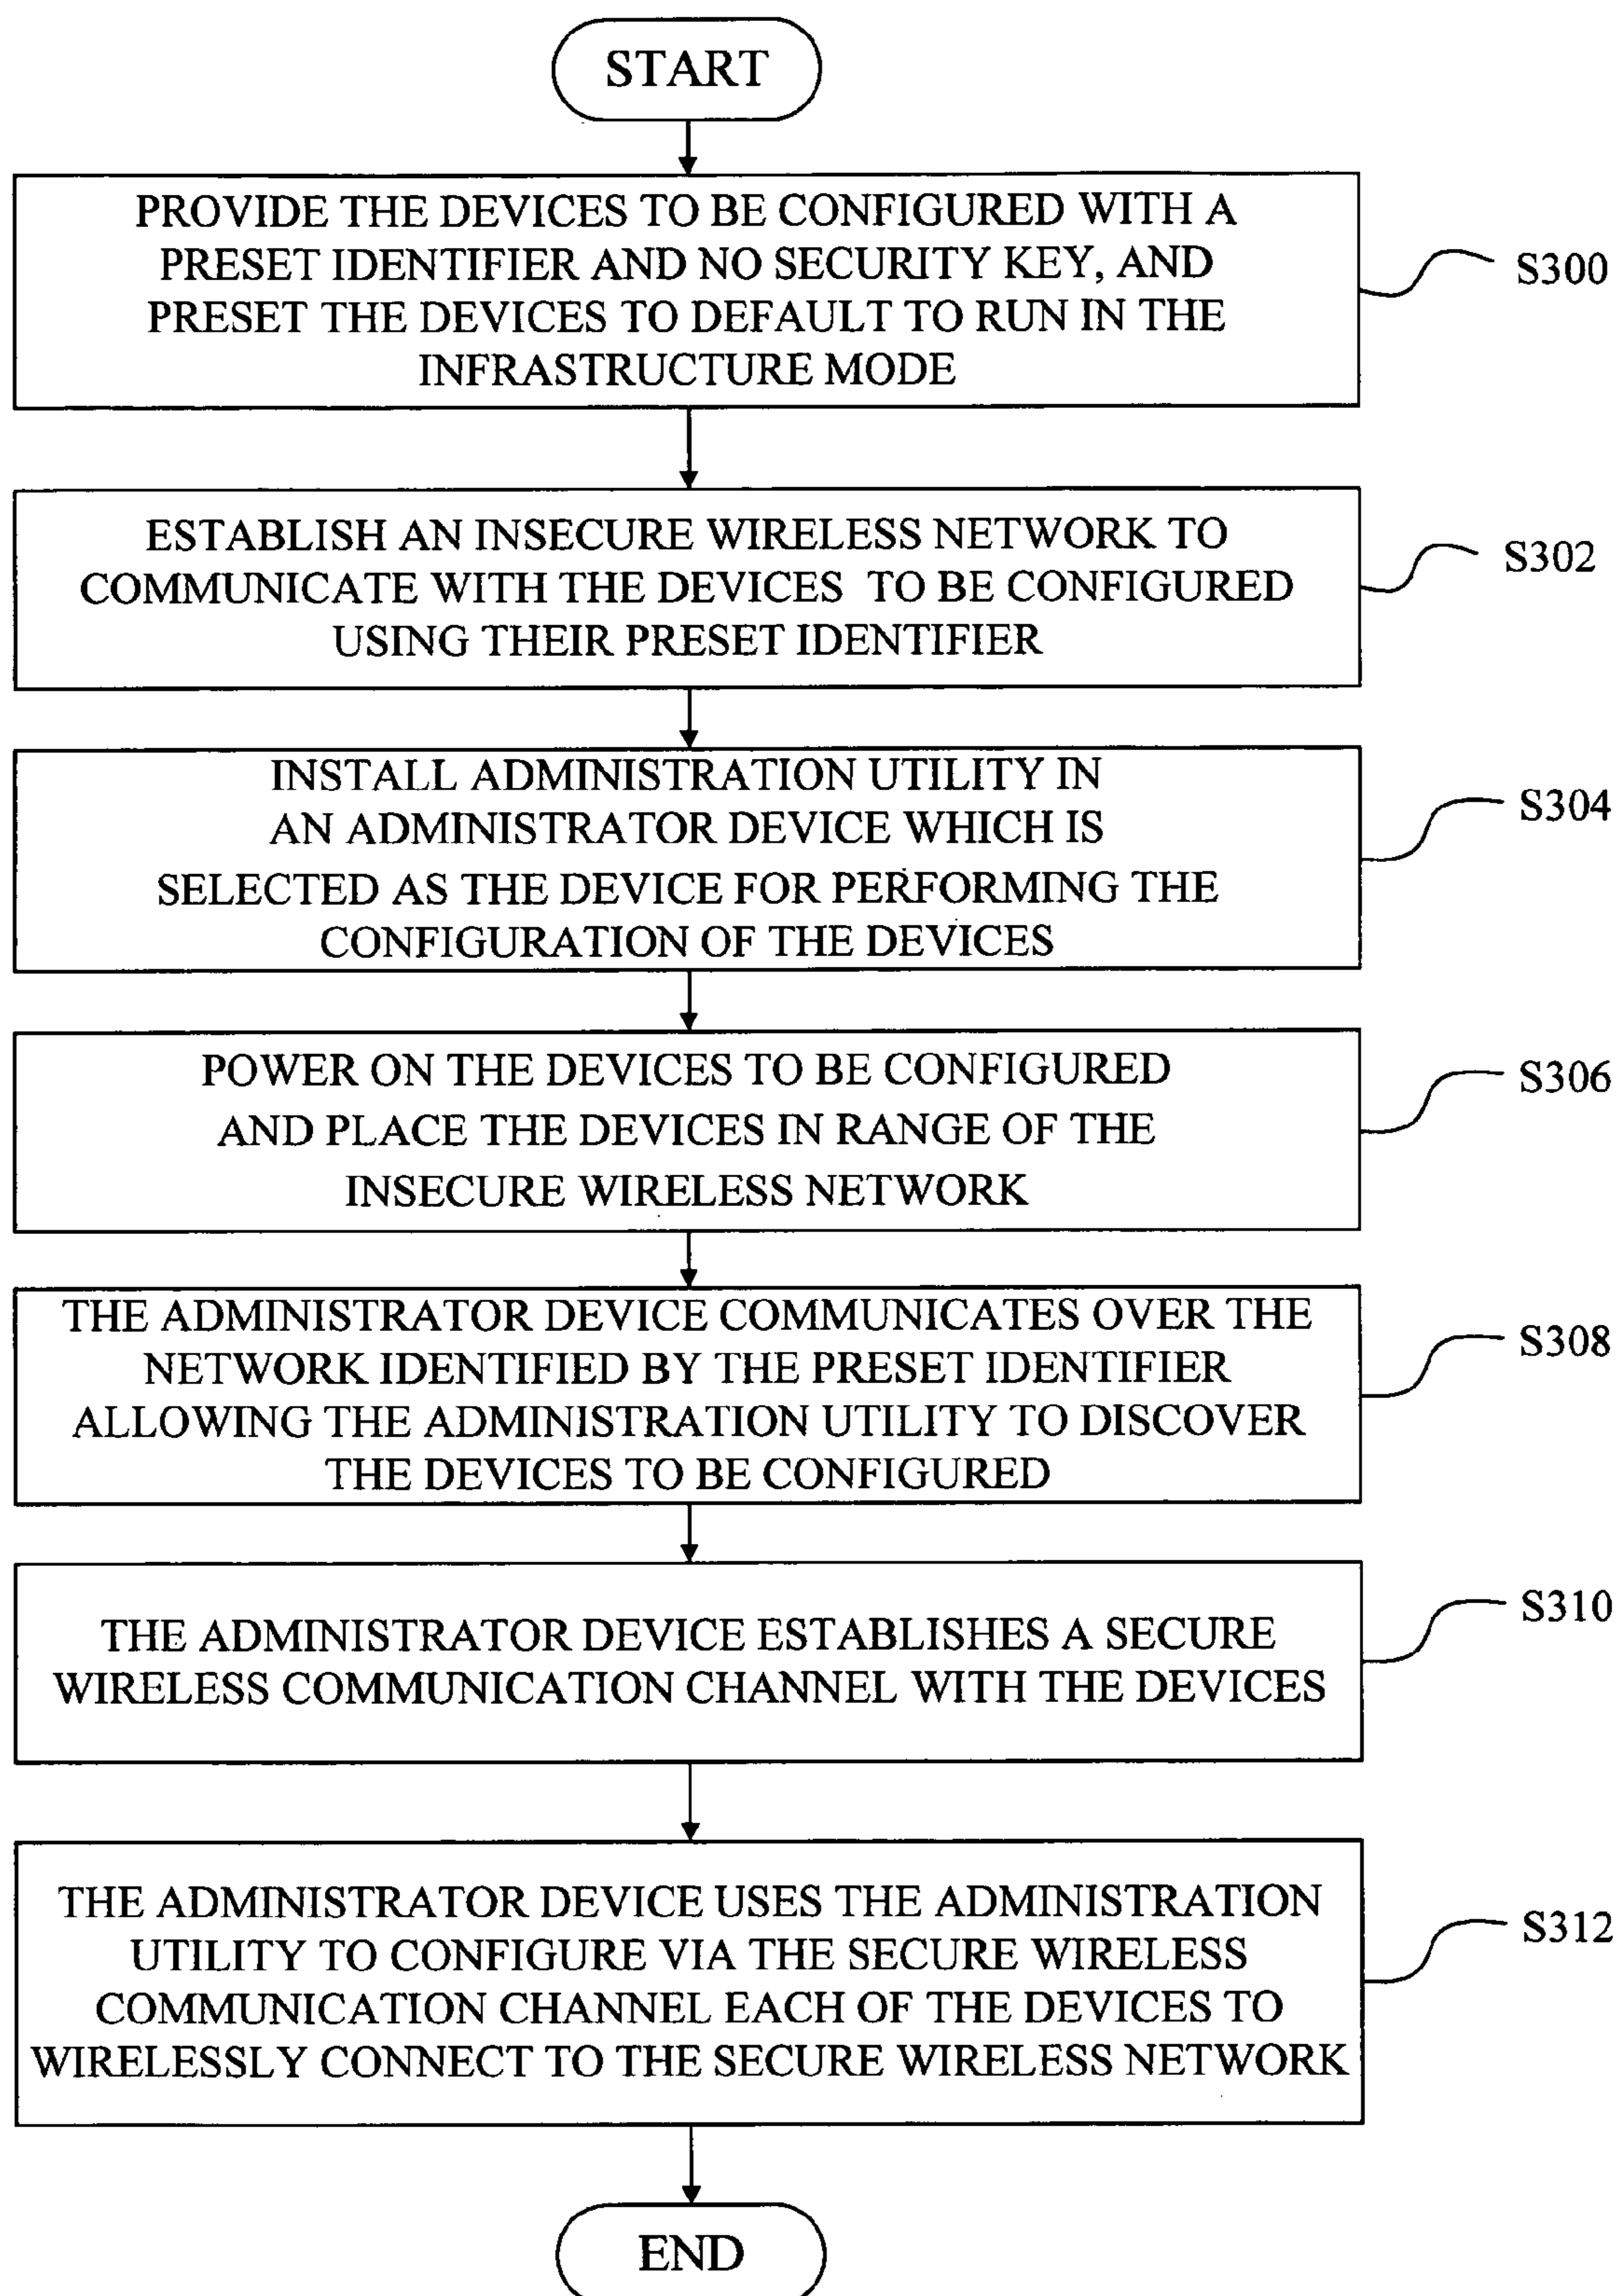 START
PROVIDE THE DEVICES TO BE CONFIGURED WITH A
PRESET IDENTIFIER AND NO SECURITY KEY, AND
PRESET THE DEVICES TO DEFAULT TO RUN IN THE
INFRASTRUCTURE MODE
S300
ESTABLISH AN INSECURE WIRELESS NETWORK TO
COMMUNICATE WITH THE DEVICES TO BE CONFIGURED
USING THEIR PRESET IDENTIFIER
S302
INSTALL ADMINISTRATION UTILITY IN
AN ADMINISTRATOR DEVICE WHICH IS
SELECTED AS THE DEVICE FOR PERFORMING THE
CONFIGURATION OF THE DEVICES
S304
POWER ON THE DEVICES TO BE CONFIGURED
AND PLACE THE DEVICES IN RANGE OF THE
INSECURE WIRELESS NETWORK
S306
THE ADMINISTRATOR DEVICE COMMUNICATES OVER THE
NETWORK IDENTIFIED BY THE PRESET IDENTIFIER
ALLOWING THE ADMINISTRATION UTILITY TO DISCOVER
THE DEVICES TO BE CONFIGURED
S308
THE ADMINISTRATOR DEVICE ESTABLISHES A SECURE
WIRELESS COMMUNICATION CHANNEL WITH THE DEVICES
S310
THE ADMINISTRATOR DEVICE USES THE ADMINISTRATION
UTILITY TO CONFIGURE VIA THE SECURE WIRELESS
COMMUNICATION CHANNEL EACH OF THE DEVICES TO
WIRELESSLY CONNECT TO THE SECURE WIRELESS NETWORK
S312
END